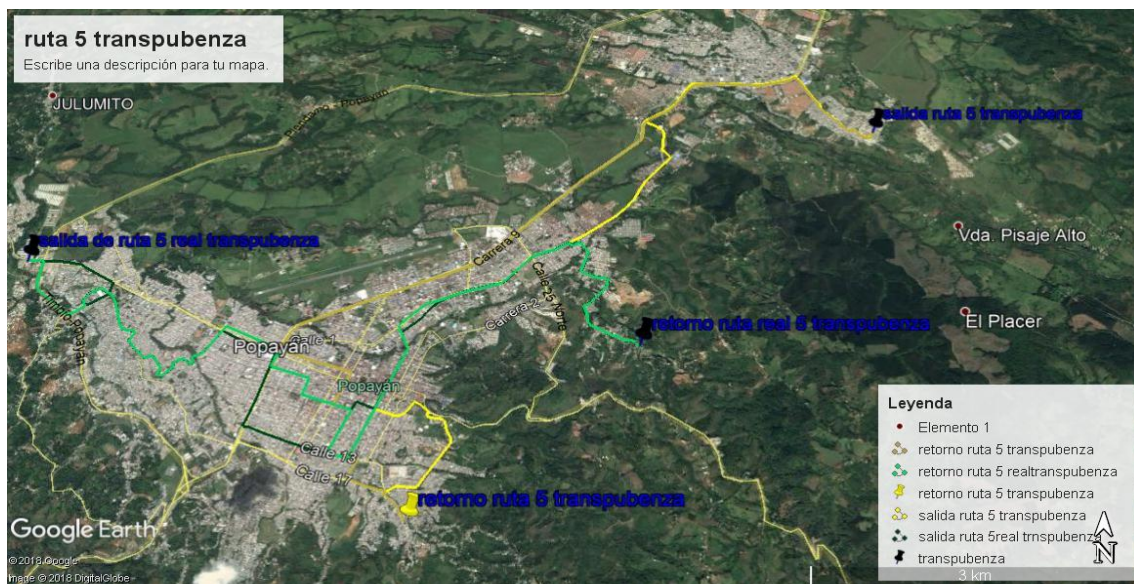 ruta 5 transpubenza
Escribe una descripción para tu mapa.
JULUMITO
Popayán
salida ruta 5 transpubenza
salida de ruta 5 real transpubenza
Carrera 9
Vda. Pisaje Alto
Calle 25 Norte
Carrera 2
El Placer
retorno ruta real 5 transpubenza
Timbío-Popayán
Calle 1
Popayán
Popayán
Calle 13
Calle 17
retorno ruta 5 transpubenza
Leyenda
Elemento 1
retorno ruta 5 transpubenza
retorno ruta 5 realtranspubenza
retorno ruta 5 transpubenza
salida ruta 5 transpubenza
salida ruta 5real trnspubenza
transpubenza
N
3 km
Google Earth
© 2018 Google
Image © 2018 DigitalGlobe